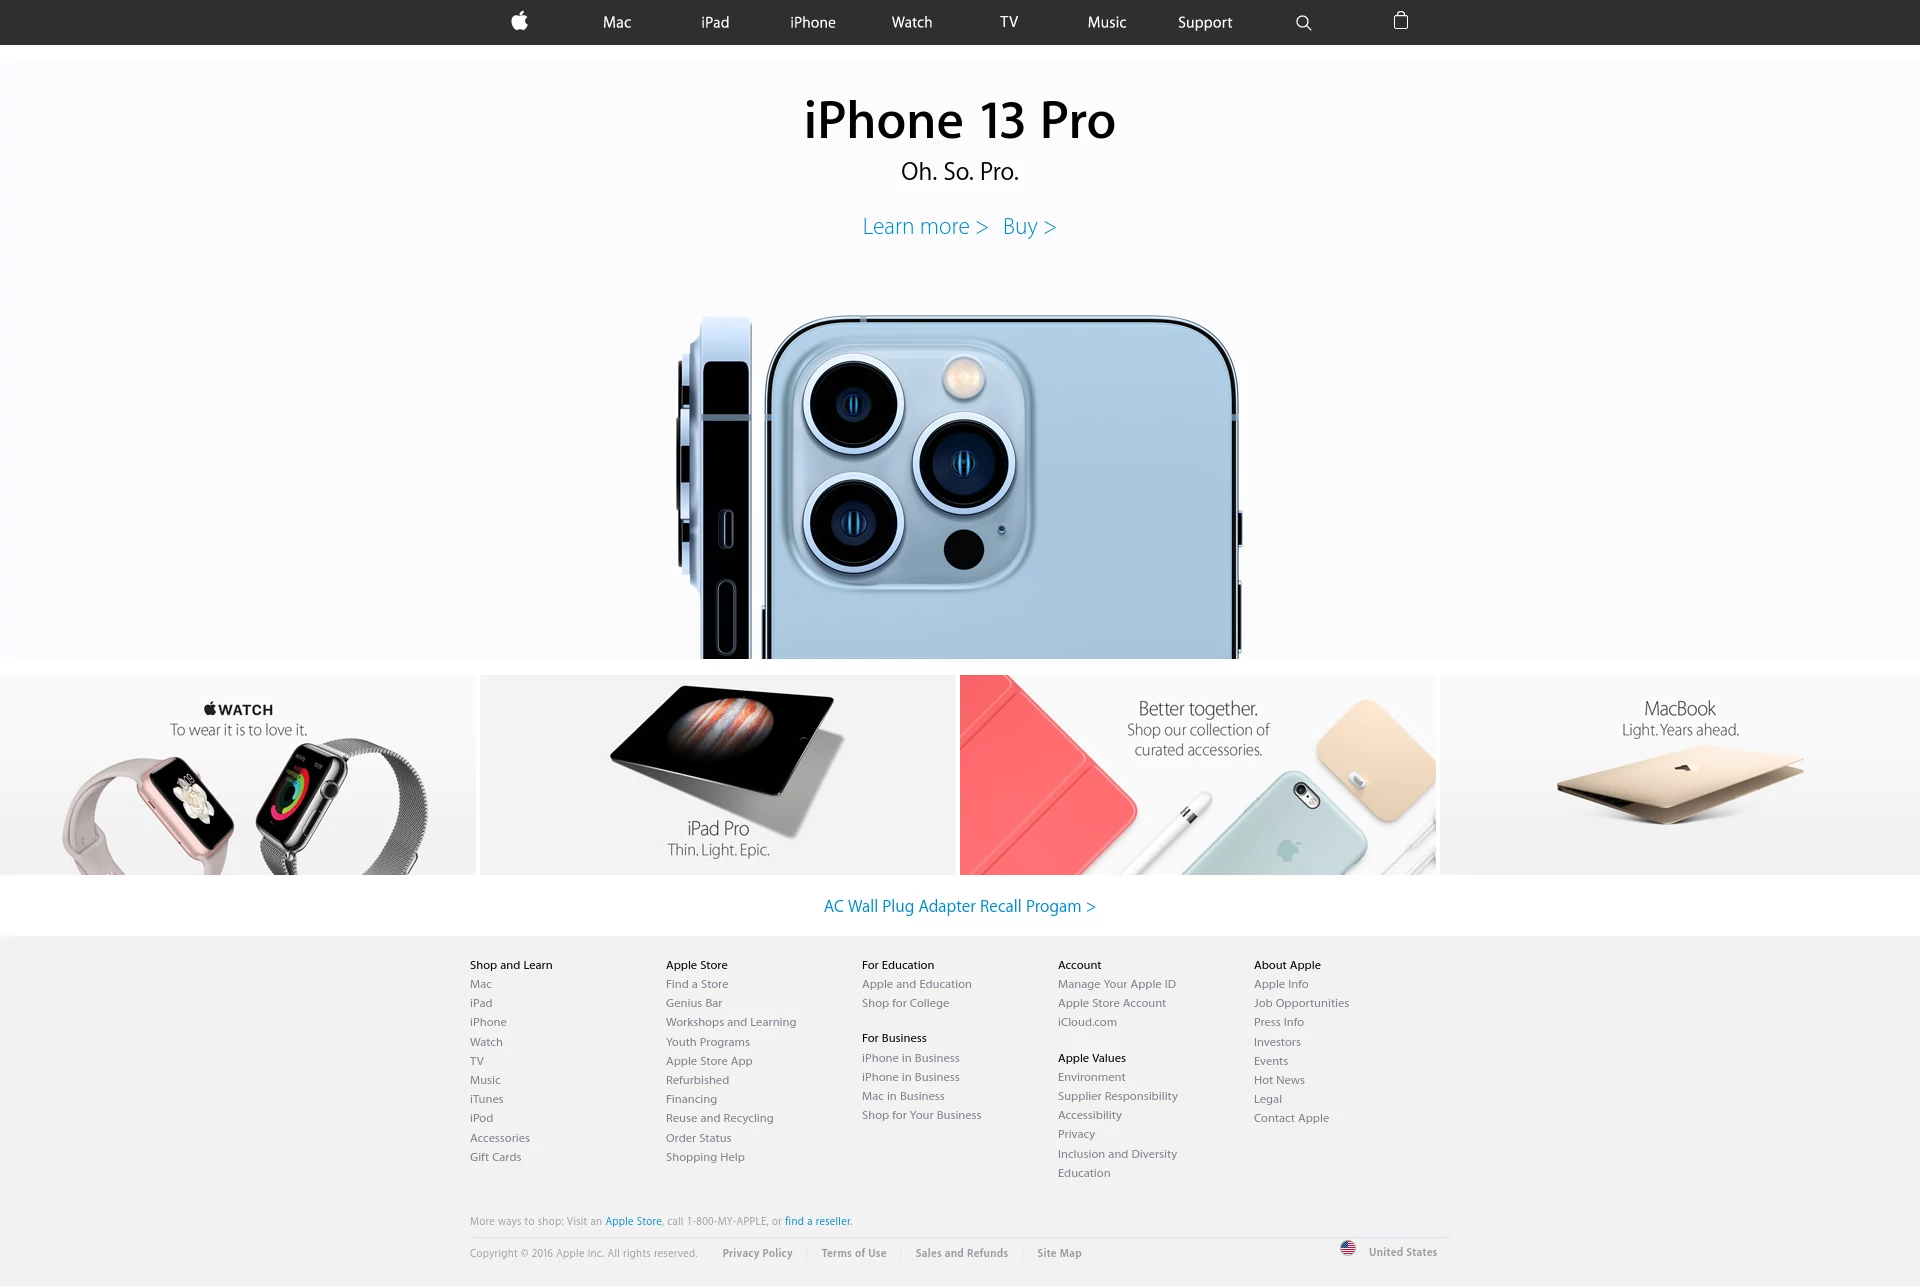 Mac
iPad
iPhone
Watch
TV
Music
Support
iPhone 13 Pro
Oh. So. Pro.
Learn more > Buy >
WATCH
To wear it is to love it.
iPad Pro
Thin. Light. Epic.
Better together.
Shop our collection of
curated accessories.
MacBook
Light. Years ahead.
AC Wall Plug Adapter Recall Progam >
Shop and Learn
Mac
iPad
iPhone
Watch
TV
Music
iTunes
iPod
Accessories
Gift Cards
Apple Store
Find a Store
Genius Bar
Workshops and Learning
Youth Programs
Apple Store App
Refurbished
Financing
Reuse and Recycling
Order Status
Shopping Help
For Education
Apple and Education
Shop for College
For Business
iPhone in Business
iPhone in Business
Mac in Business
Shop for Your Business
Account
Manage Your Apple ID
Apple Store Account
iCloud.com
Apple Values
Environment
Supplier Responsibility
Accessibility
Privacy
Inclusion and Diversity
Education
About Apple
Apple Info
Job Opportunities
Press Info
Investors
Events
Hot News
Legal
Contact Apple
More ways to shop: Visit an Apple Store, call 1-800-MY-APPLE, or find a reseller.
Copyright © 2016 Apple Inc. All rights reserved. Privacy Policy | Terms of Use | Sales and Refunds | Site Map
United States